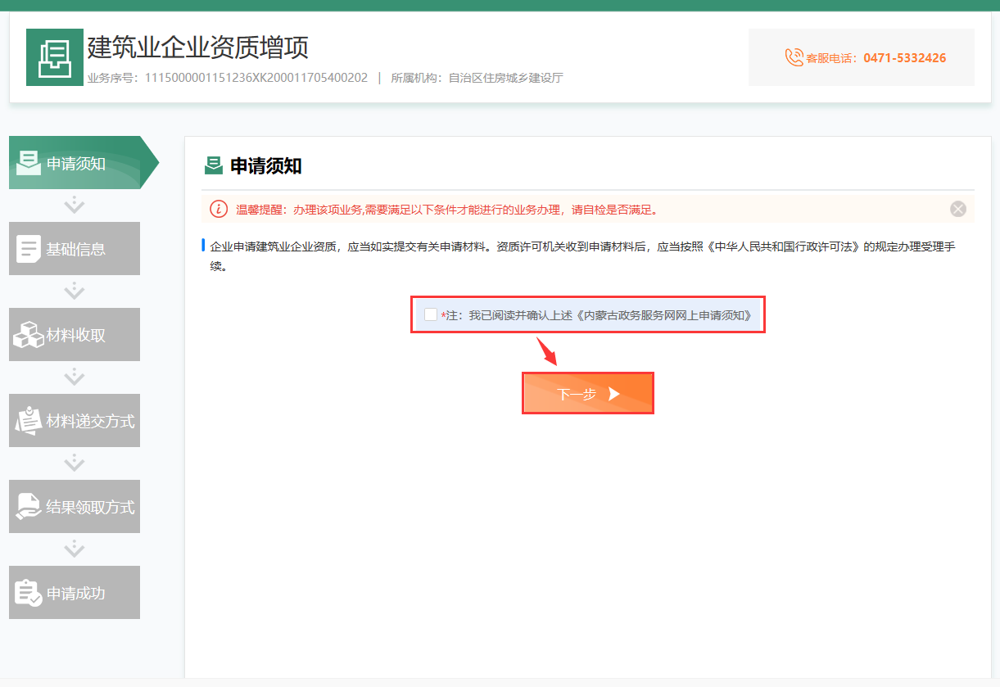 建筑业企业资质增项
业务序号：1115000001151236XK200011705400202 | 所属机构：自治区住房城乡建设厅
客服电话：0471-5332426
申请须知
基础信息
材料收取
材料递交方式
结果领取方式
申请成功
申请须知
温馨提醒：办理该项业务,需要满足以下条件才能进行的业务办理，请自检是否满足。
企业申请建筑业企业资质，应当如实提交有关申请材料。资质许可机关收到申请材料后，应当按照《中华人民共和国行政许可法》的规定办理受理手
续。
*注：我已阅读并确认上述《内蒙古政务服务网网上申请须知》
下一步